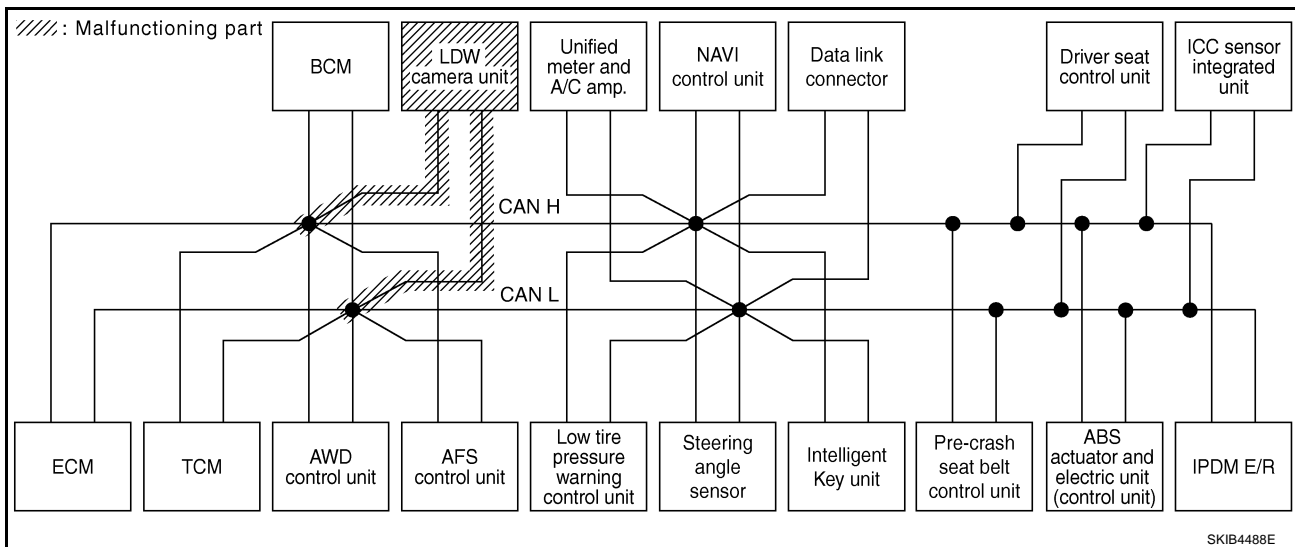 : Malfunctioning part
BCM
LDW
camera unit
Unified
meter and
A/C amp.
NAVI
control unit
Data link
connector
Driver seat
control unit
ICC sensor
integrated
unit
CAN H
CAN L
ECM
TCM
AWD
control unit
AFS
control unit
Low tire
pressure
warning
control unit
Steering
angle
sensor
Intelligent
Key unit
Pre-crash
seat belt
control unit
ABS
actuator and
electric unit
(control unit)
IPDM E/R
SKIB4488E